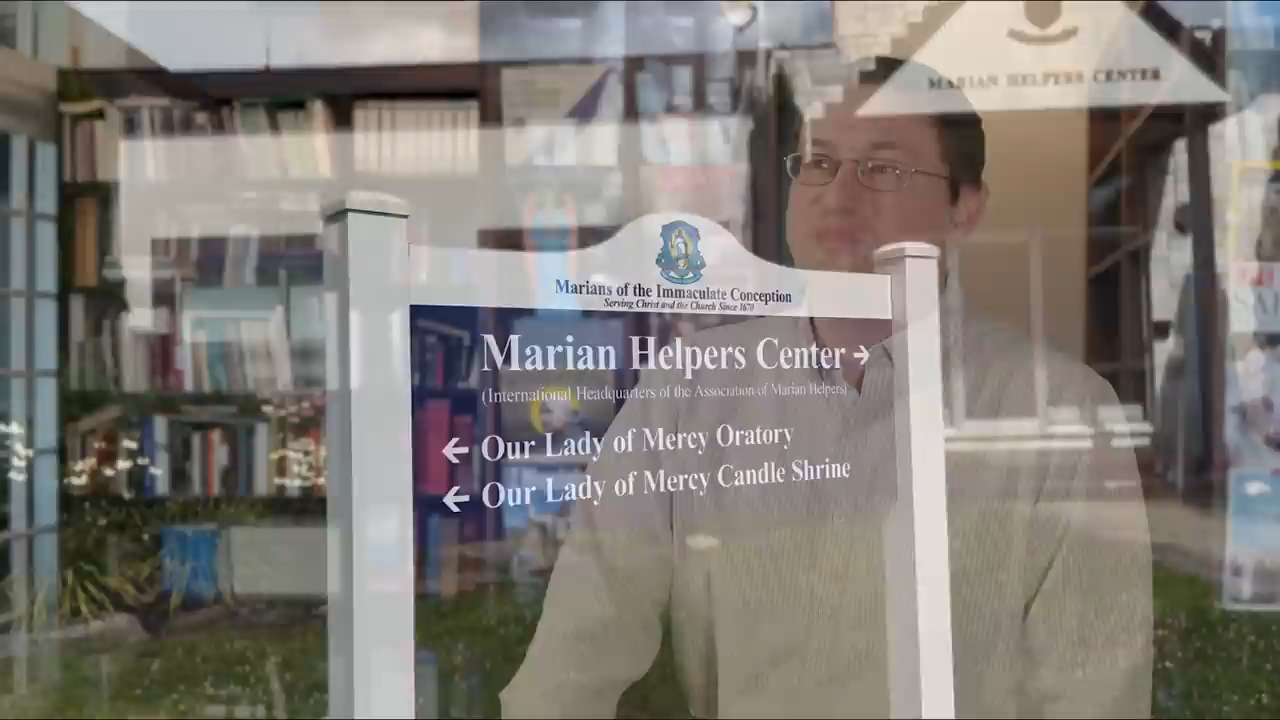 MARIAN HELPERS CENTER
Marians of the Immaculate Conception
Serving Christ and the Church Since 1670
Marian Helpers Center →
(International Headquarters of the Association of Marian Helpers)
← Our Lady of Mercy Oratory
← Our Lady of Mercy Candle Shrine